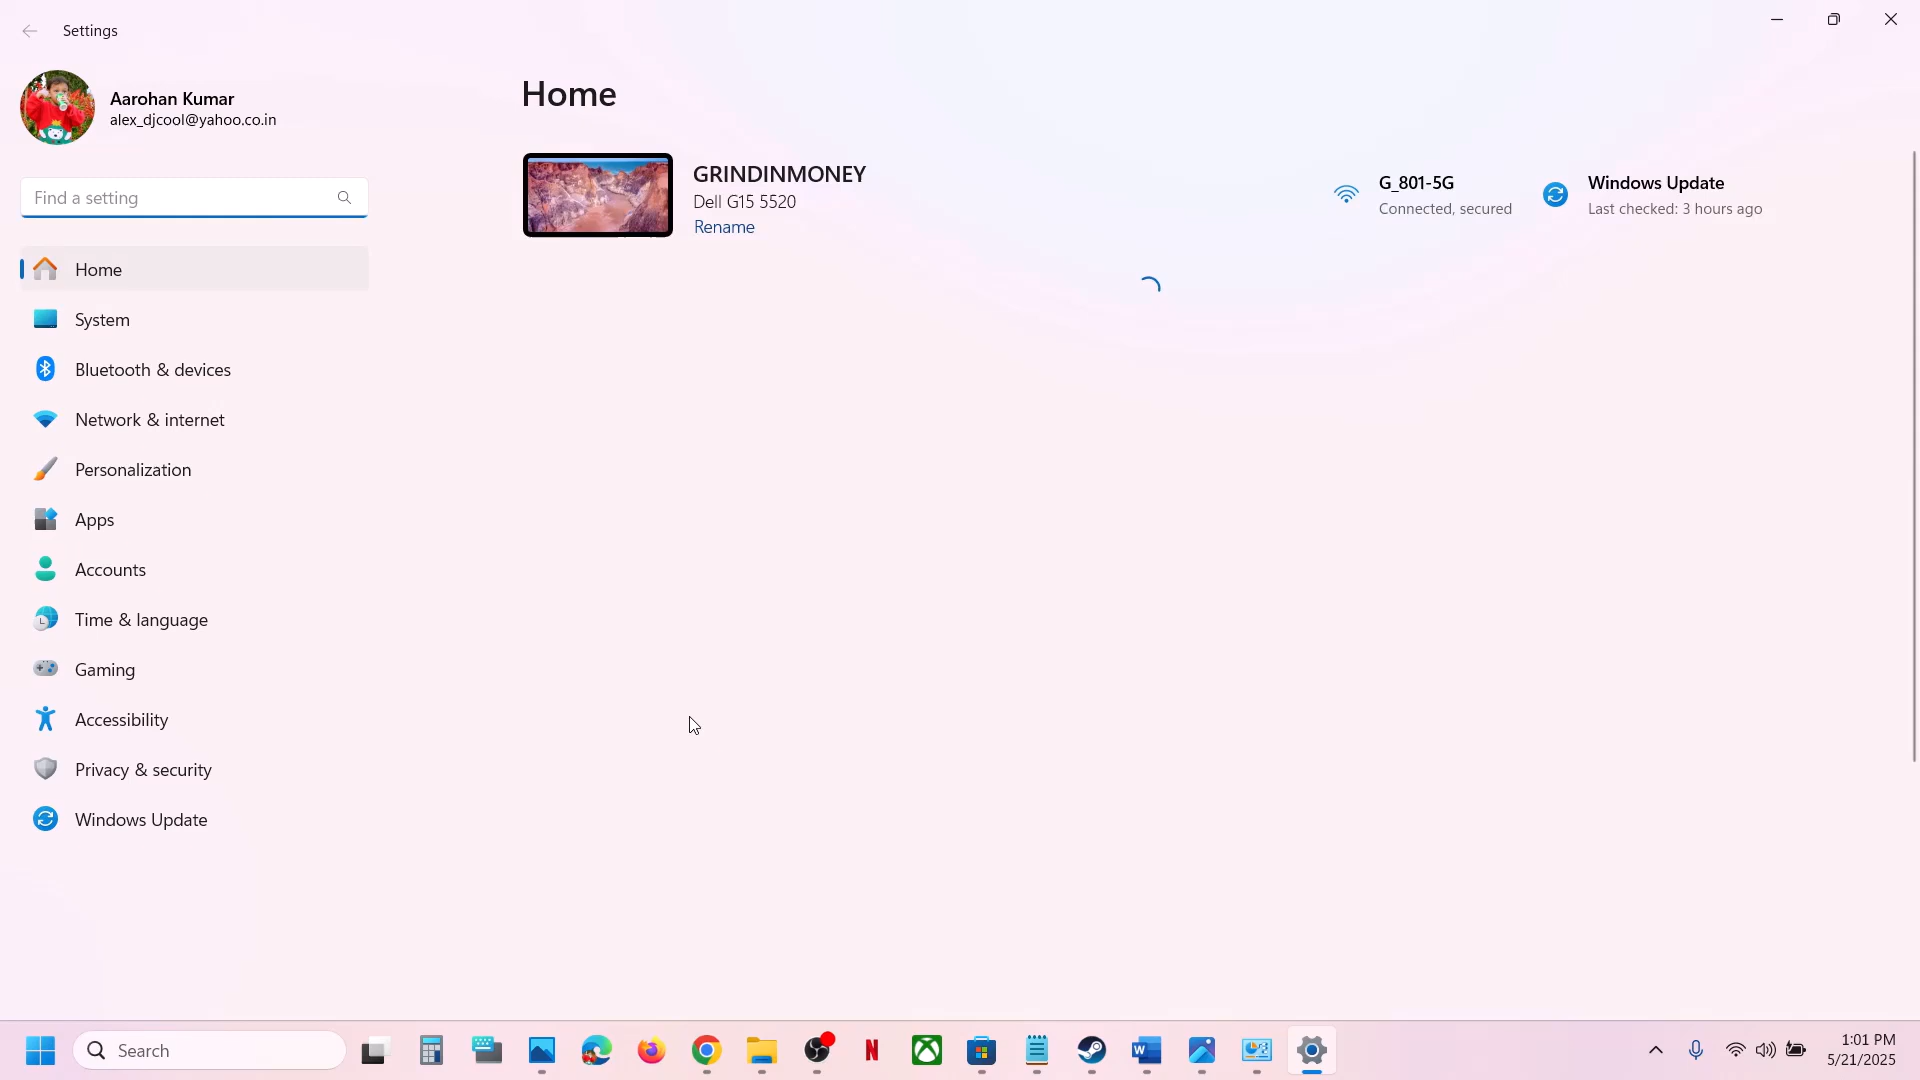 Settings
Aarohan Kumar
alex_djcool@yahoo.co.in
Find a setting
Home
System
Bluetooth & devices
Network & internet
Personalization
Apps
Accounts
Time & language
Gaming
Accessibility
Privacy & security
Windows Update
Home
GRINDINMONEY
Dell G15 5520
Rename
G_801-5G
Connected, secured
Windows Update
Last checked: 3 hours ago
Search
1:01 PM
5/21/2025